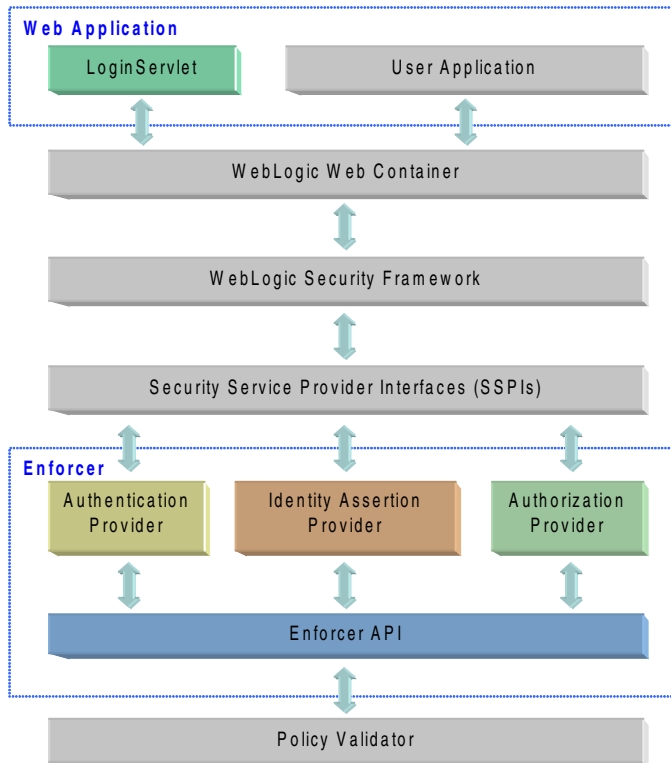 Web Application
LoginServlet
User Application
WebLogic Web Container
WebLogic Security Framework
Security Service Provider Interfaces (SSPIs)
Enforcer
Authentication
Provider
Identity Assertion
Provider
Authorization
Provider
Enforcer API
Policy Validator